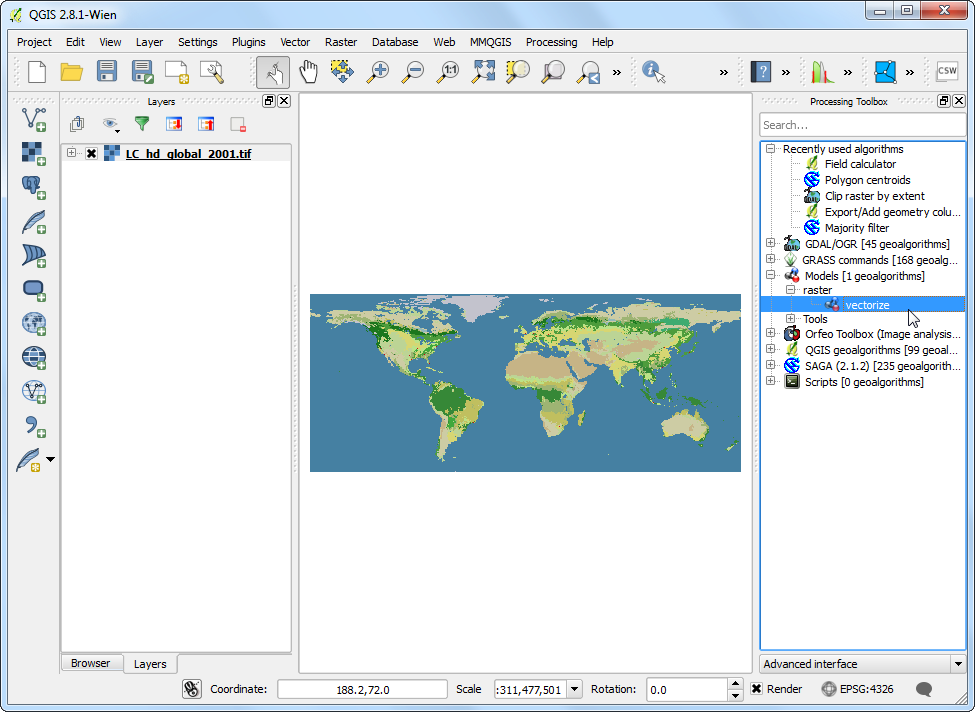 QGIS 2.8.1-Wien
Project Edit View Layer Settings Plugins Vector Raster Database Web MMQGIS Processing Help
1:1 » » ? » » » CSW
Layers
Processing Toolbox
Search...
LC_hd_global_2001.tif
Recently used algorithms
Field calculator
Polygon centroids
Clip raster by extent
Export/Add geometry colu...
Majority filter
GDAL/OGR [45 geoalgorithms]
GRASS commands [168 geoalg...
Models [1 geoalgorithms]
raster
vectorize
Tools
Orfeo Toolbox (Image analysis...
QGIS geoalgorithms [99 geoal...
SAGA (2.1.2) [235 geoalgorith...
Scripts [0 geoalgorithms]
Browser Layers
Advanced interface
Coordinate: 188.2,72.0 Scale :311,477,501 Rotation: 0.0 Render EPSG:4326